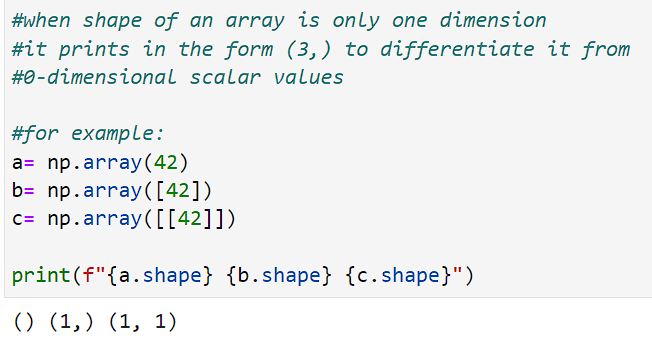 #when shape of an array is only one dimension
#it prints in the form (3,) to differentiate it from
#0-dimensional scalar values
#for example:
a= np.array(42)
b= np.array([42])
c= np.array([[42]])
print(f"{a.shape} {b.shape} {c.shape}")
() (1,) (1, 1)